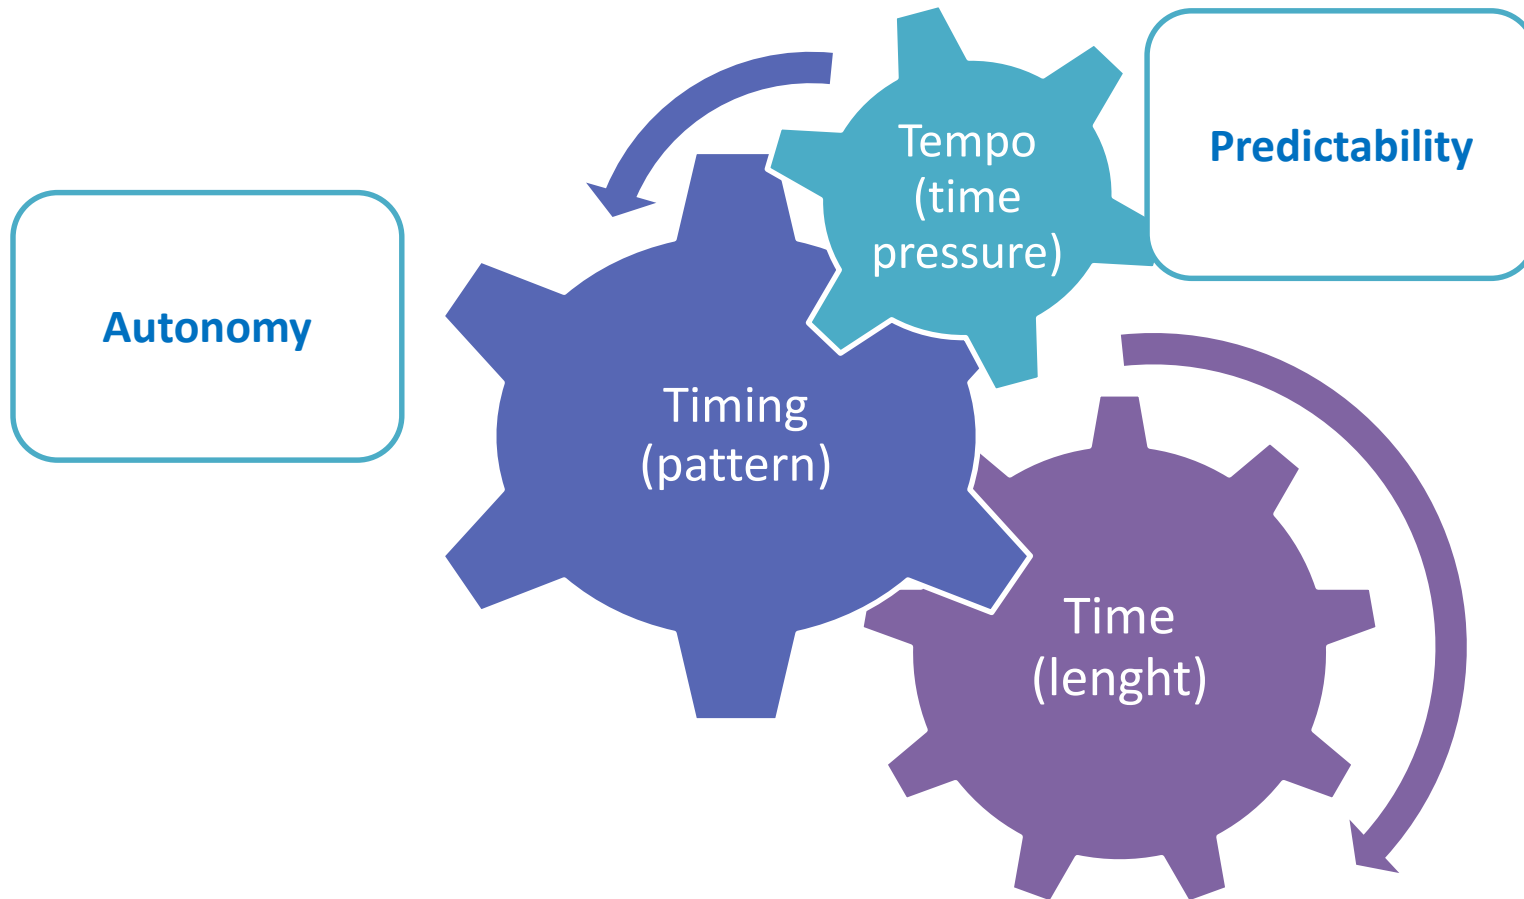 Tempo
(time
pressure)
Predictability
Autonomy
Timing
(pattern)
Time
(lenght)